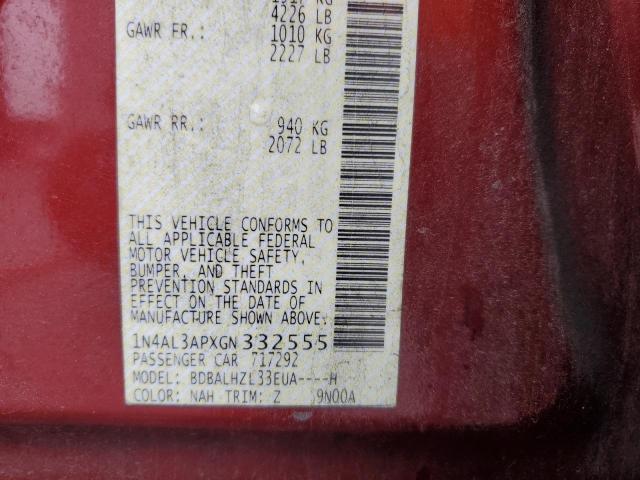 4226 LB
GAWR FR.: 1010 KG
2227 LB
GAWR RR.: 940 KG
2072 LB
THIS VEHICLE CONFORMS TO
ALL APPLICABLE FEDERAL
MOTOR VEHICLE SAFETY,
BUMPER, AND THEFT
PREVENTION STANDARDS IN
EFFECT ON THE DATE OF
MANUFACTURE SHOWN ABOVE.
1N4AL3APXGN332555
PASSENGER CAR 717292
MODEL: BDBALHZL33EUA----H
COLOR: NAH TRIM: Z 9N00A